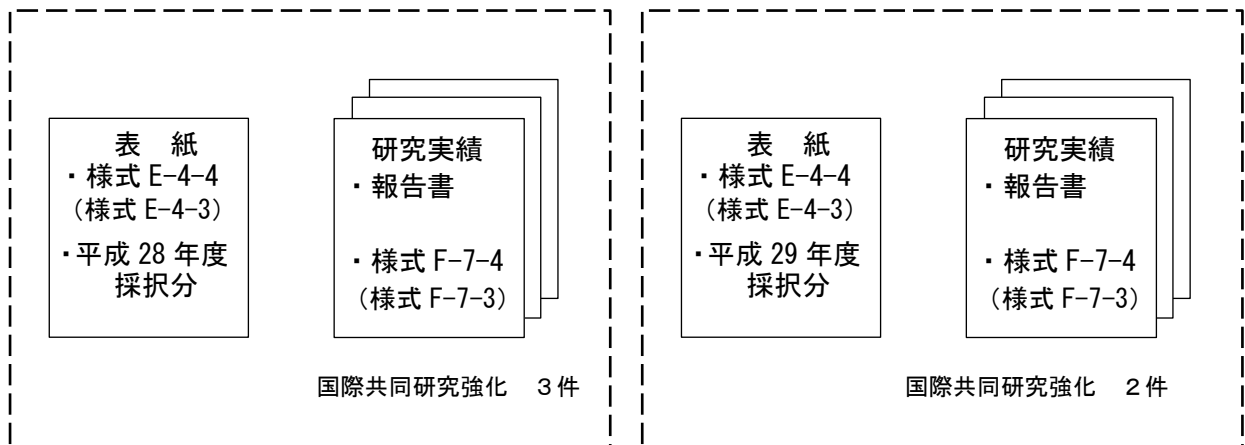 表　紙
・様式 E-4-4
（様式 E-4-3）
・平成 28 年度
採択分
研究実績
・報告書
・様式 F-7-4
（様式 F-7-3）
国際共同研究強化　３件
表　紙
・様式 E-4-4
（様式 E-4-3）
・平成 29 年度
採択分
研究実績
・報告書
・様式 F-7-4
（様式 F-7-3）
国際共同研究強化　２件